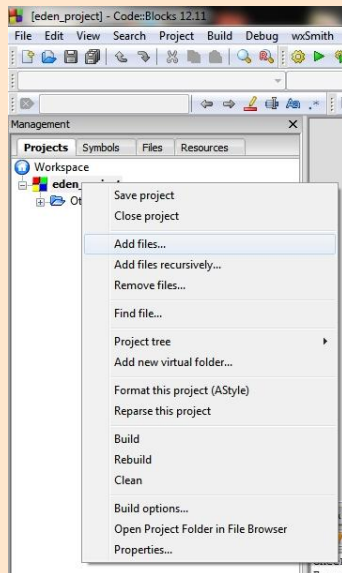 [eden_project] - Code::Blocks 12.11
File Edit View Search Project Build Debug wxSmith
Management
Projects Symbols Files Resources
Workspace
Save project
Close project
Add files...
Add files recursively...
Remove files...
Find file...
Project tree
Add new virtual folder...
Format this project (AStyle)
Reparse this project
Build
Rebuild
Clean
Build options...
Open Project Folder in File Browser
Properties...